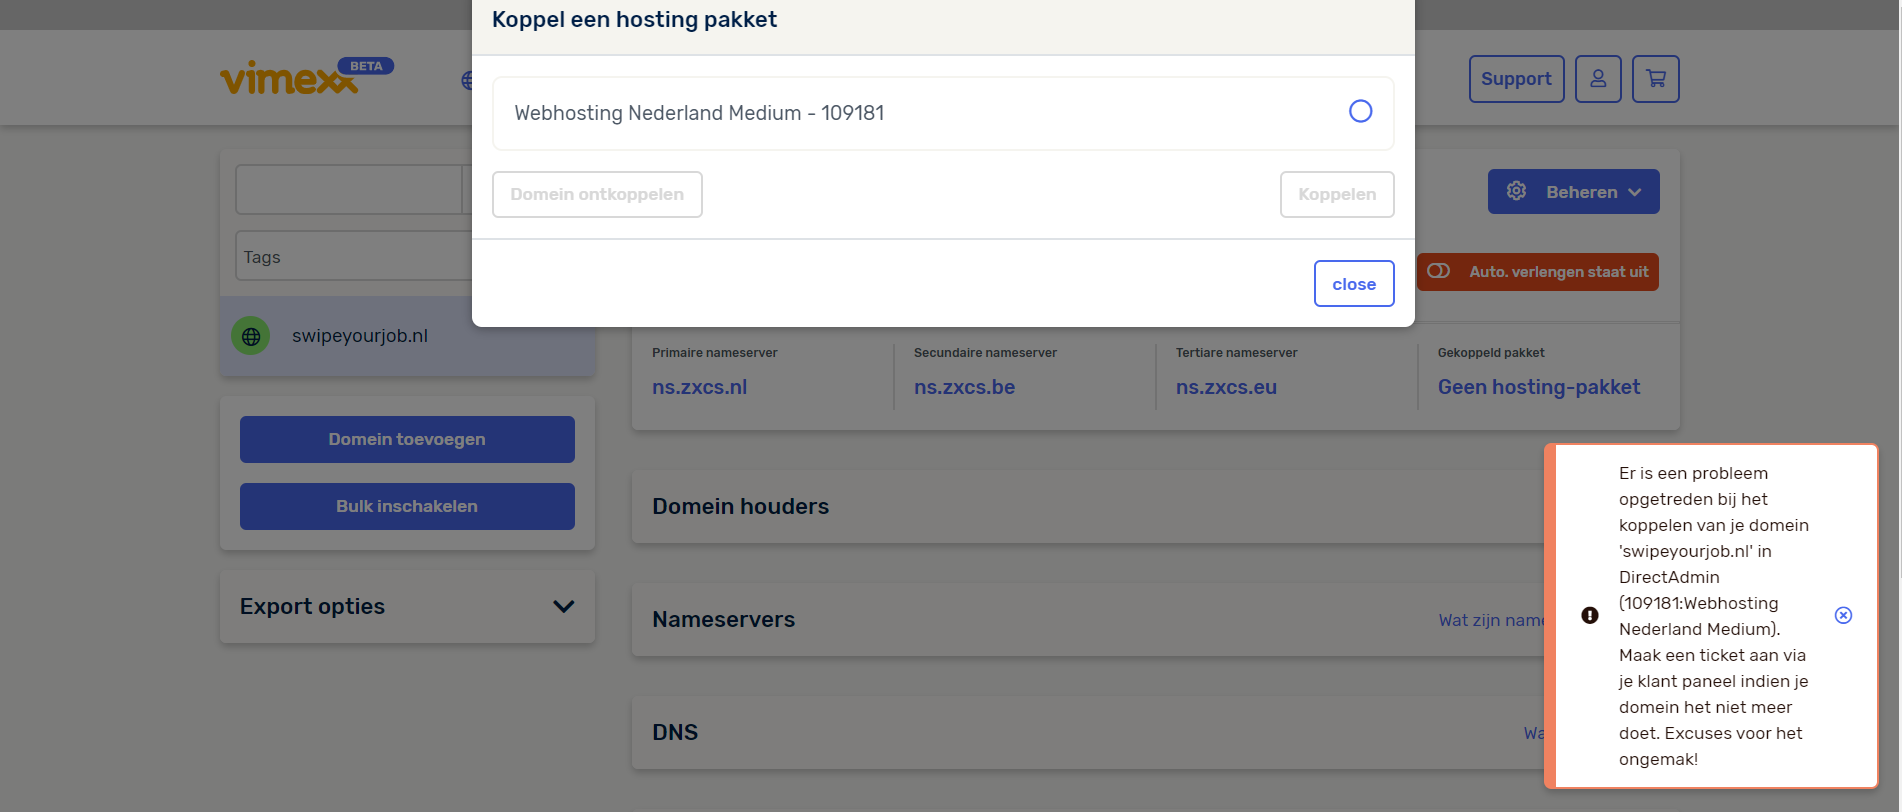 Koppel een hosting pakket
vimexx BETA
Support
Webhosting Nederland Medium - 109181
Domein ontkoppelen
Koppelen
close
Tags
swipeyourjob.nl
Domein toevoegen
Bulk inschakelen
Export opties
Beheren
Auto. verlengen staat uit
Primaire nameserver
ns.zxcs.nl
Secundaire nameserver
ns.zxcs.be
Tertiare nameserver
ns.zxcs.eu
Gekoppeld pakket
Geen hosting-pakket
Domein houders
Nameservers
Wat zijn name
DNS
Wa
Er is een probleem
opgetreden bij het
koppelen van je domein
'swipeyourjob.nl' in
DirectAdmin
(109181:Webhosting
Nederland Medium).
Maak een ticket aan via
je klant paneel indien je
domein het niet meer
doet. Excuses voor het
ongemak!